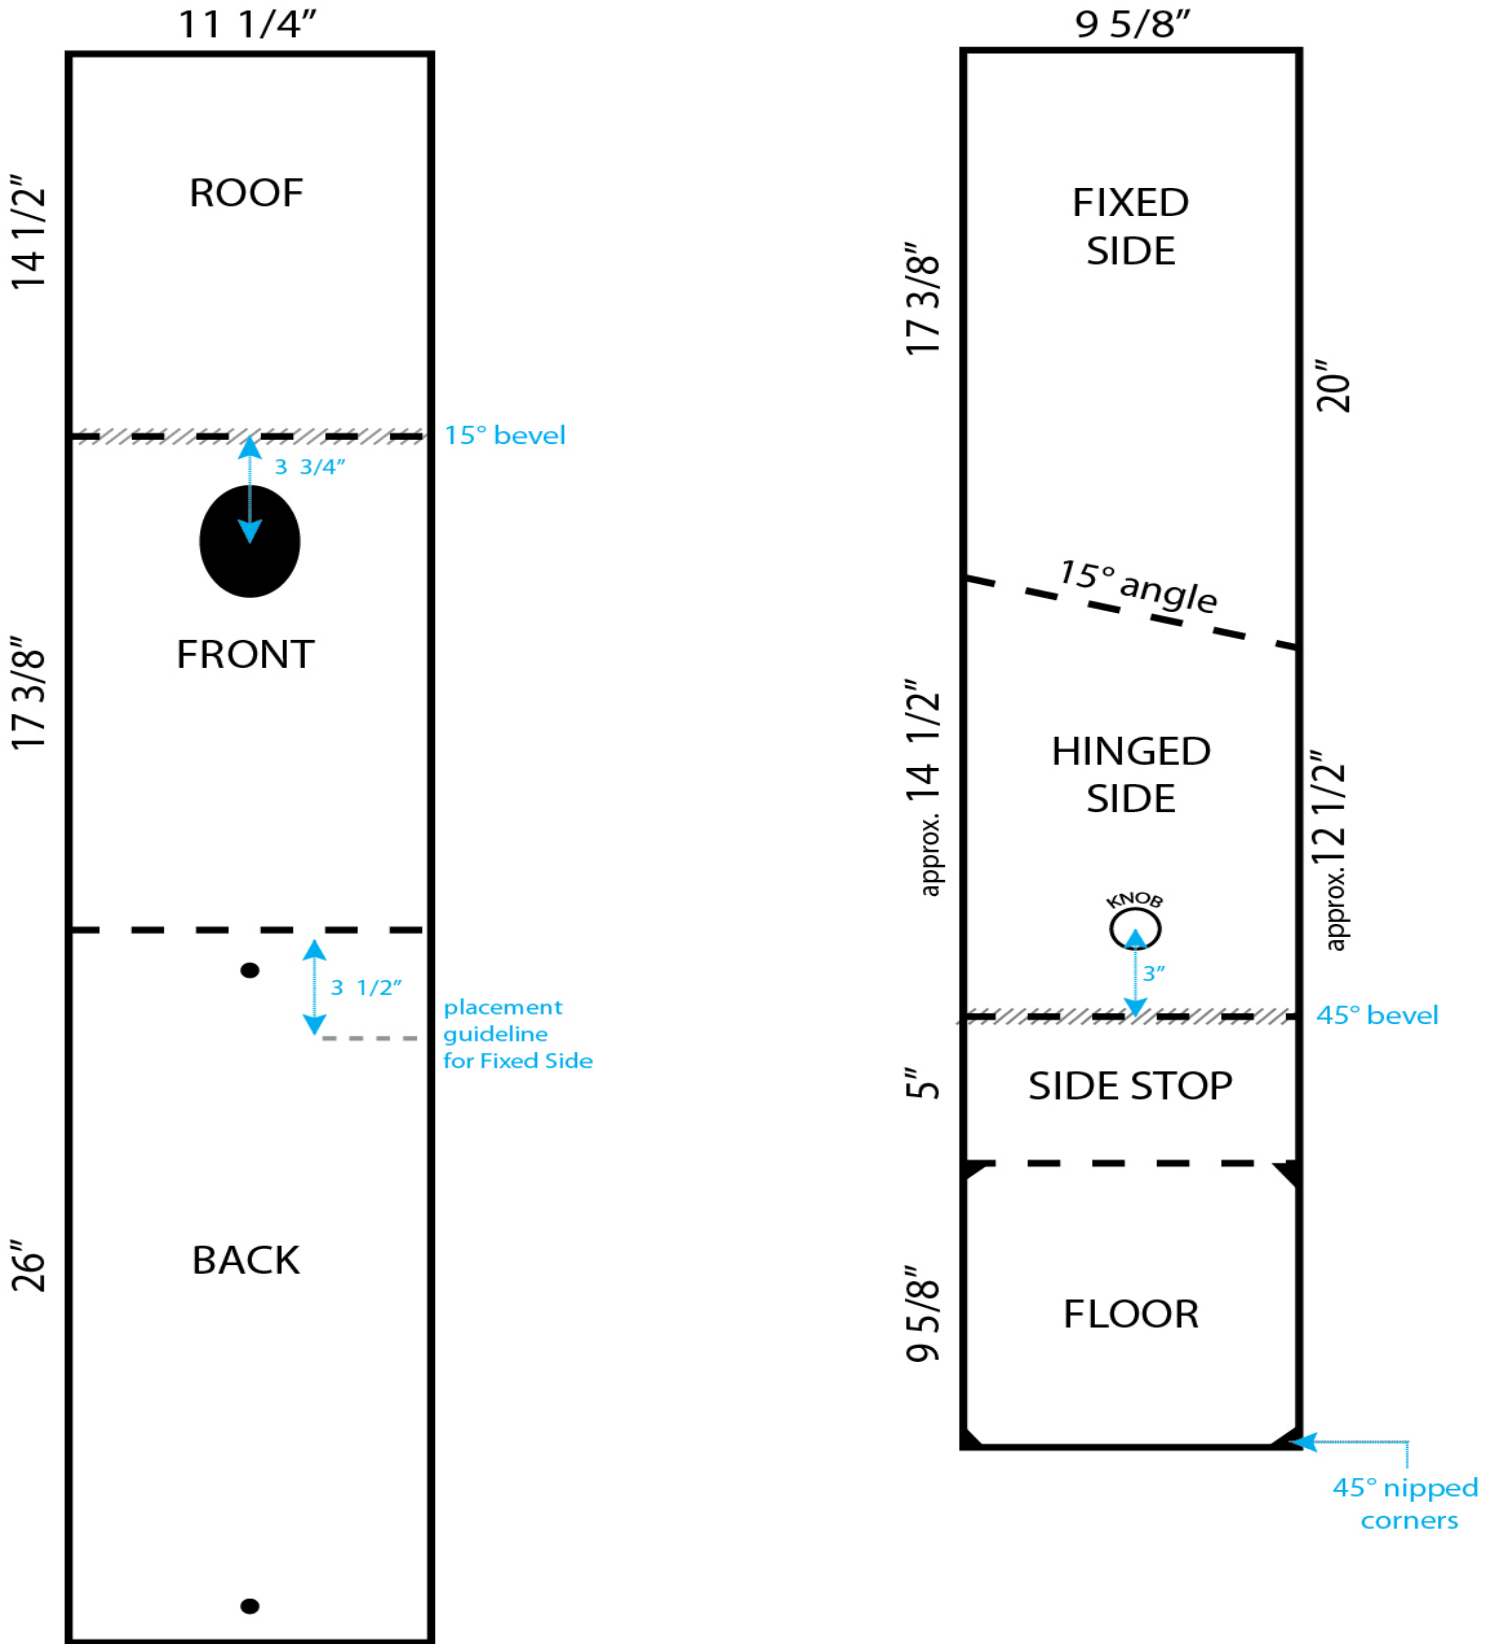 11 1/4”
ROOF
14 1/2”
15° bevel
3 3/4”
FRONT
17 3/8”
3 1/2”
placement
guideline
for Fixed Side
BACK
26”
9 5/8”
FIXED
SIDE
17 3/8”
20”
15° angle
HINGED
SIDE
approx. 14 1/2”
approx.12 1/2”
KNOB
3”
45° bevel
SIDE STOP
5”
FLOOR
9 5/8”
45° nipped
corners